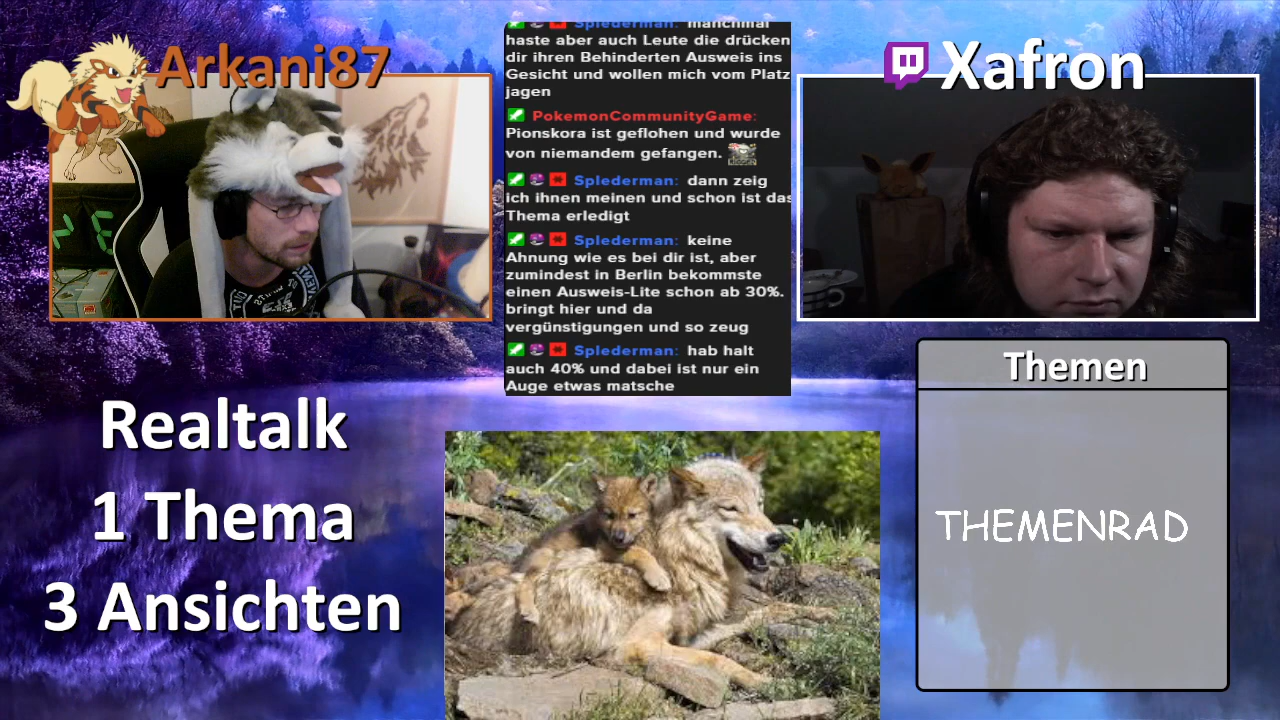 Arkani87
Splederman: manchmal
haste aber auch Leute die drücken
dir ihren Behinderten Ausweis ins
Gesicht und wollen mich vom Platz
jagen
PokemonCommunityGame:
Pionskora ist geflohen und wurde
von niemandem gefangen.
Splederman: dann zeig
ich ihnen meinen und schon ist das
Thema erledigt
Splederman: keine
Ahnung wie es bei dir ist, aber
zumindest in Berlin bekommste
einen Ausweis-Lite schon ab 30%.
bringt hier und da
vergünstigungen und so zeug
Splederman: hab halt
auch 40% und dabei ist nur ein
Auge etwas matsche
Xafron
Realtalk
1 Thema
3 Ansichten
Themen
THEMENRAD